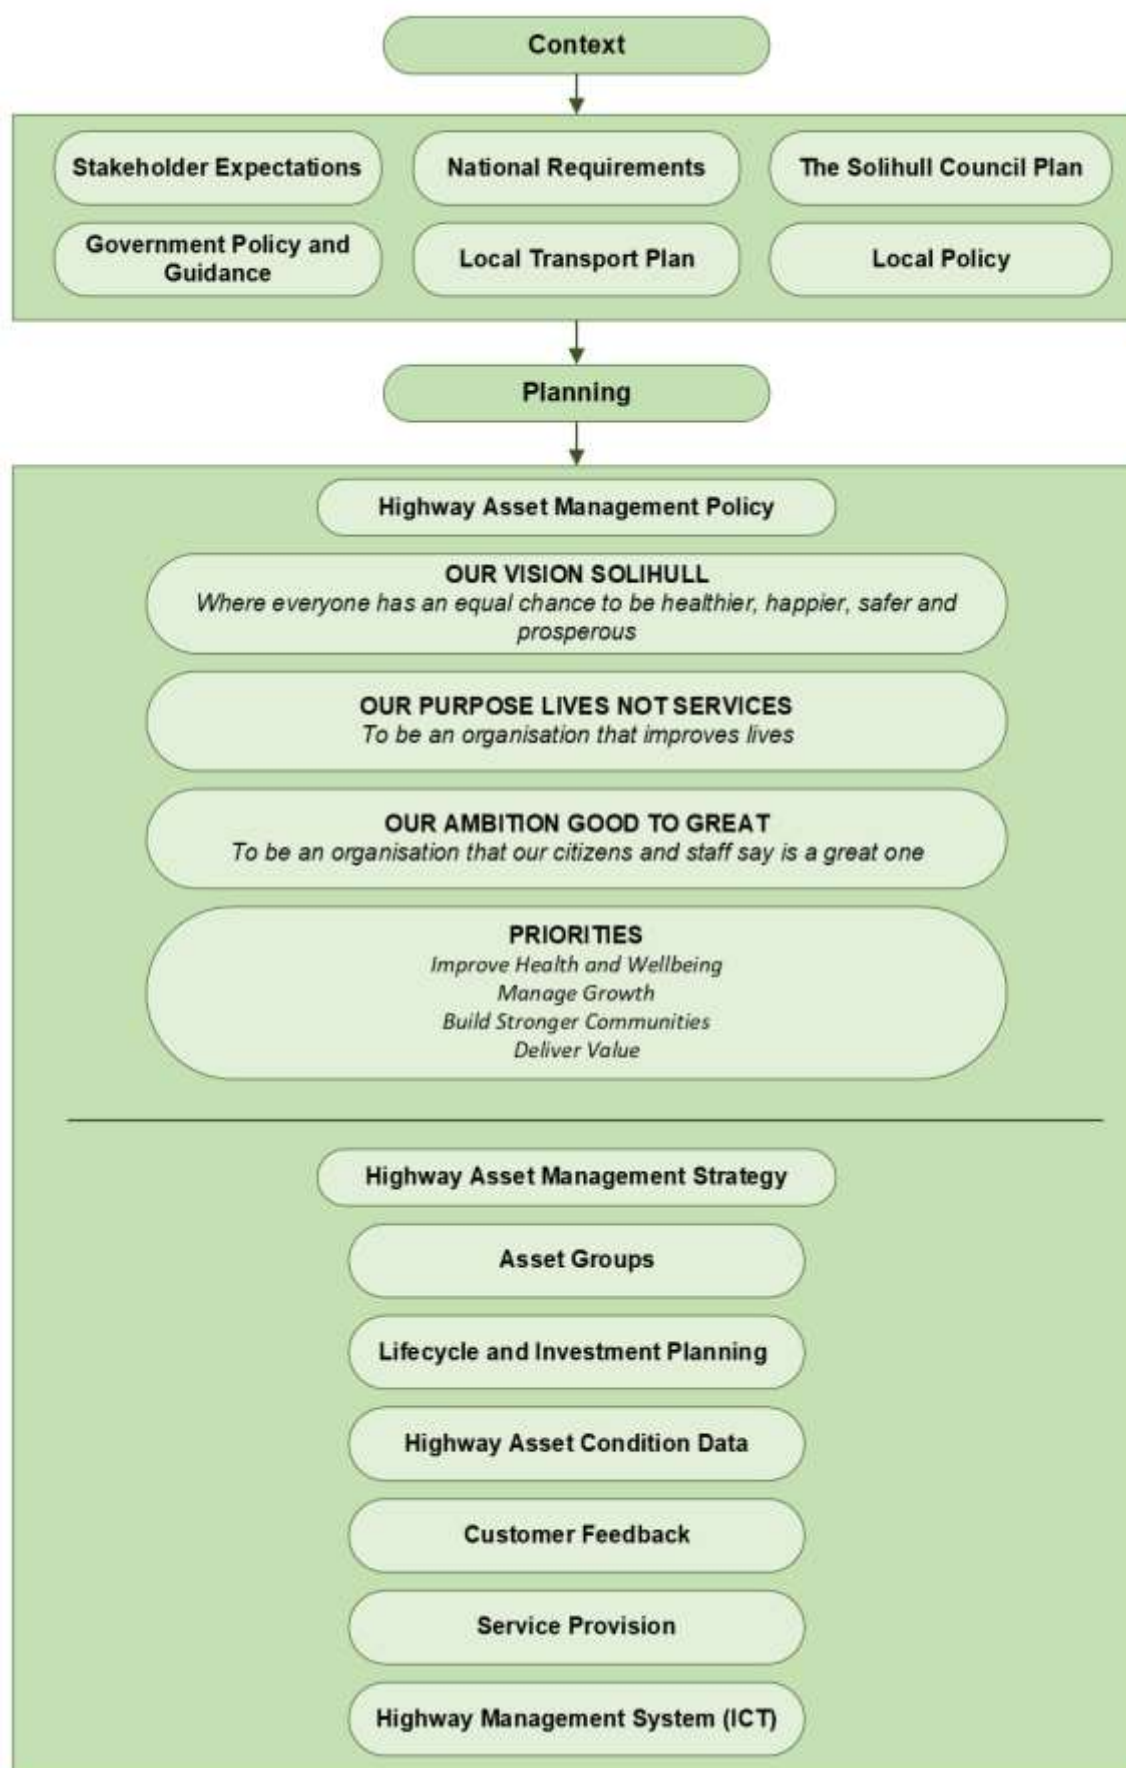 Context
Stakeholder Expectations
National Requirements
The Solihull Council Plan
Government Policy and
Guidance
Local Transport Plan
Local Policy
Planning
Highway Asset Management Policy
OUR VISION SOLIHULL
Where everyone has an equal chance to be healthier, happier, safer and
prosperous
OUR PURPOSE LIVES NOT SERVICES
To be an organisation that improves lives
OUR AMBITION GOOD TO GREAT
To be an organisation that our citizens and staff say is a great one
PRIORITIES
Improve Health and Wellbeing
Manage Growth
Build Stronger Communities
Deliver Value
Highway Asset Management Strategy
Asset Groups
Lifecycle and Investment Planning
Highway Asset Condition Data
Customer Feedback
Service Provision
Highway Management System (ICT)